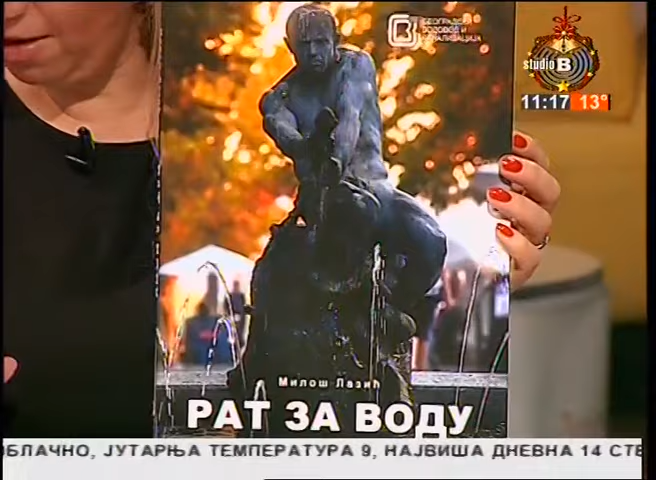 БЕОГРАДСКИ
ВОДОВОД И
КАНАЛИЗАЦИЈА
studio B
11:17 13°
Милош Лазић
РАТ ЗА ВОДУ
ОБЛАЧНО, ЈУТАРЊА ТЕМПЕРАТУРА 9, НАЈВИША ДНЕВНА 14 СТЕ